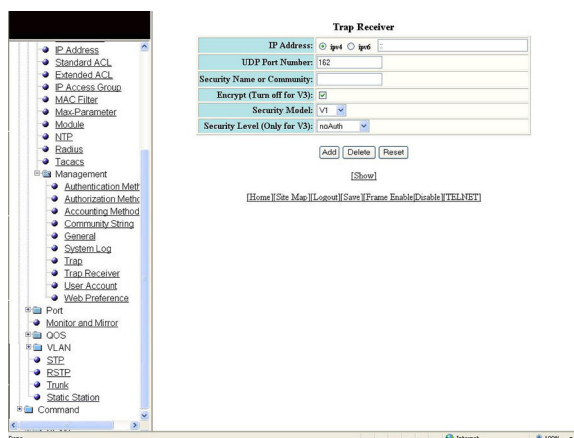 IP Address
Standard ACL
Extended ACL
IP Access Group
MAC Filter
Max-Parameter
Module
NTP
Radius
Tacacs
Management
Authentication Meth
Authorization Metho
Accounting Method
Community String
General
System Log
Trap
Trap Receiver
User Account
Web Preference
Port
Monitor and Mirror
QOS
VLAN
STP
RSTP
Trunk
Static Station
Command
Trap Receiver
IP Address: ipv4 ipv6 ::
UDP Port Number: 162
Security Name or Community:
Encrypt (Turn off for V3):
Security Model: V1
Security Level (Only for V3): noAuth
Add Delete Reset
[Show]
[Home][Site Map][Logout][Save][Frame Enable|Disable][TELNET]
Internet
100%